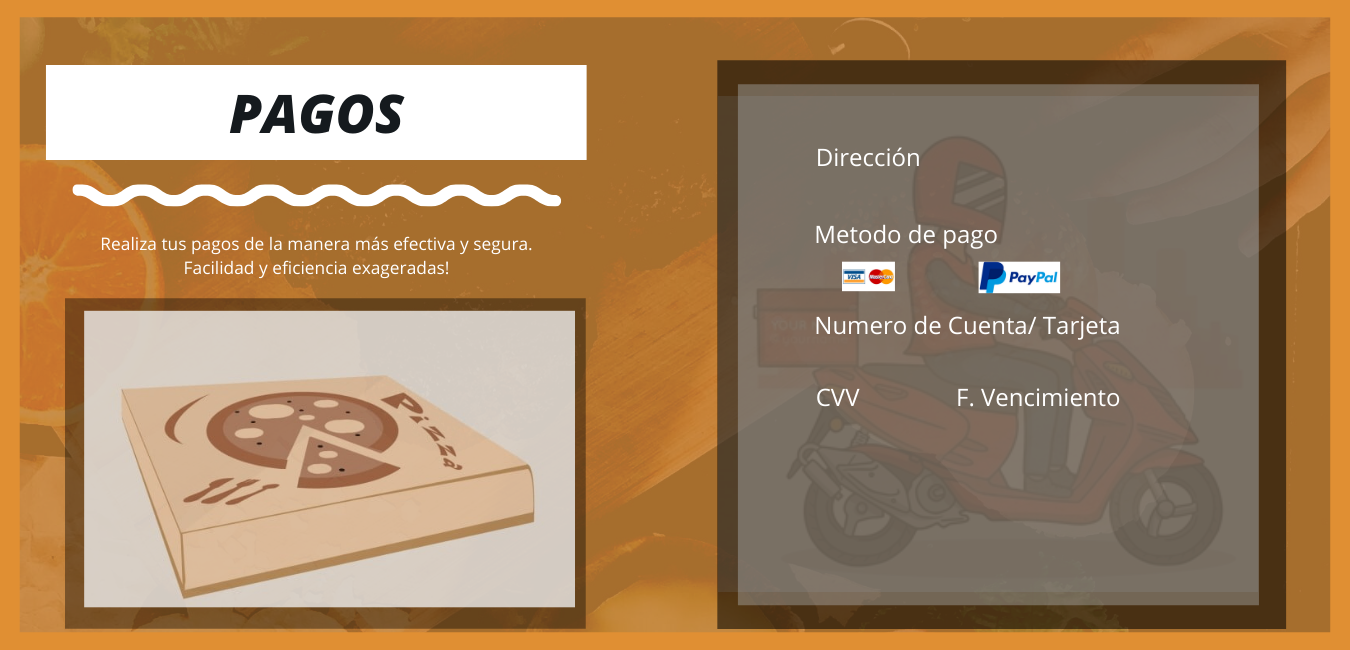 PAGOS
Realiza tus pagos de la manera más efectiva y segura.
Facilidad y eficiencia exageradas!
Pizza
Dirección
Metodo de pago
VISA MasterCard PayPal
Numero de Cuenta/ Tarjeta
YOUR
CVV F. Vencimiento